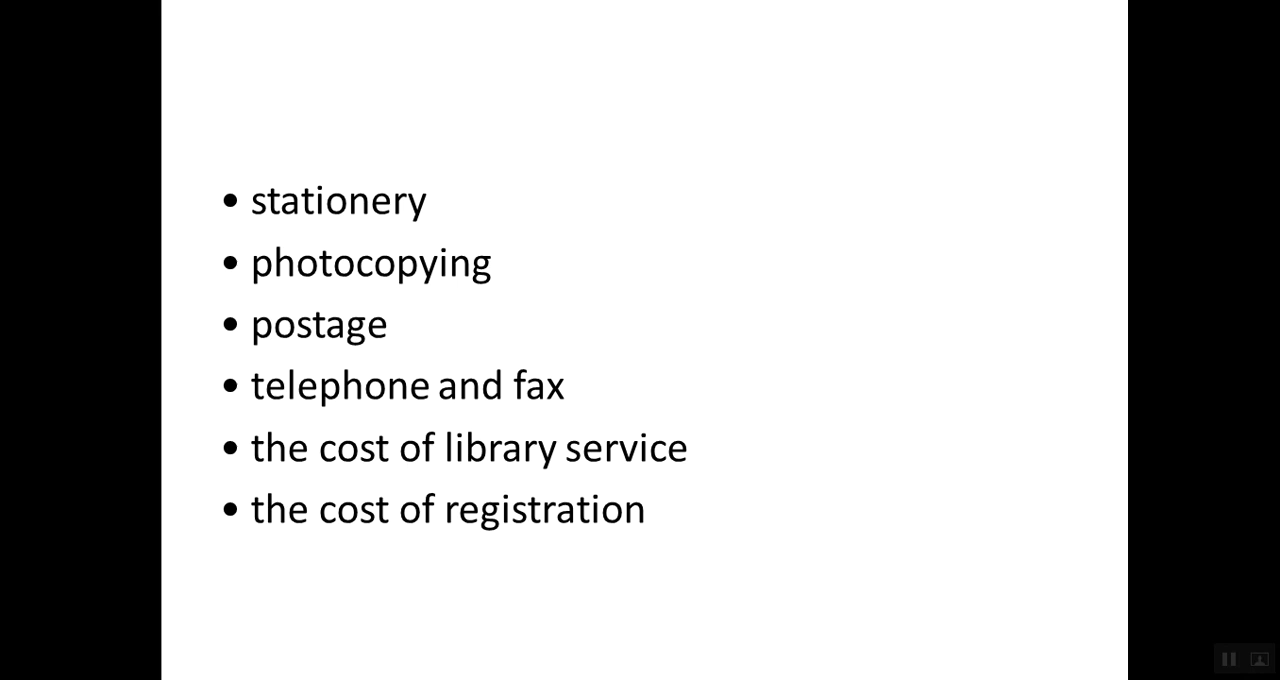 • stationery
• photocopying
• postage
• telephone and fax
• the cost of library service
• the cost of registration